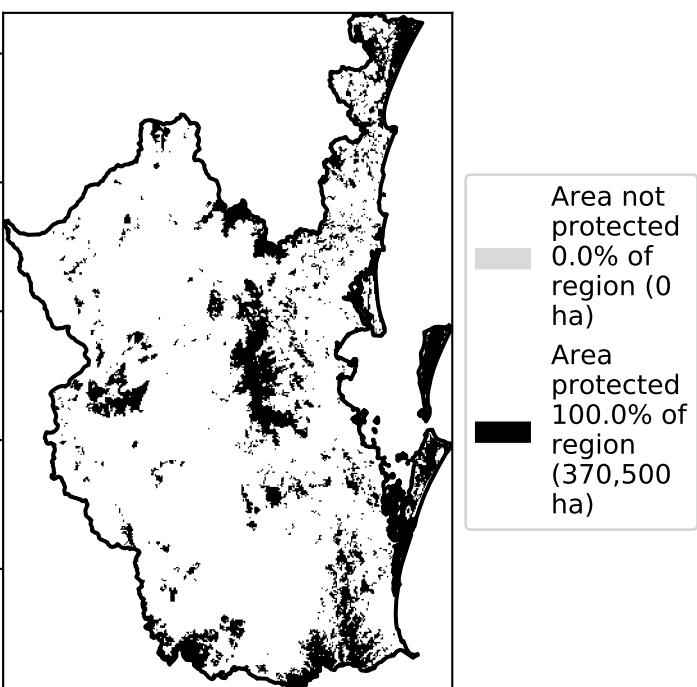 Area not
protected
0.0% of
region (0
ha)
Area
protected
100.0% of
region
(370,500
ha)